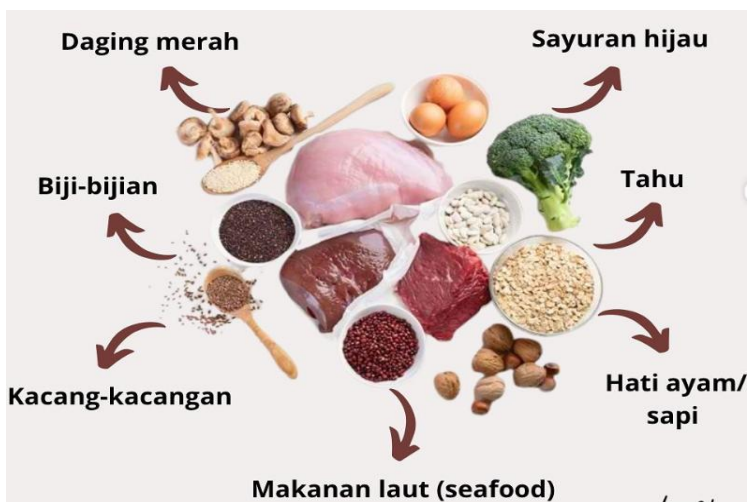 Daging merah
Sayuran hijau
Biji-bijian
Tahu
Kacang-kacangan
Hati ayam/
sapi
Makanan laut (seafood)